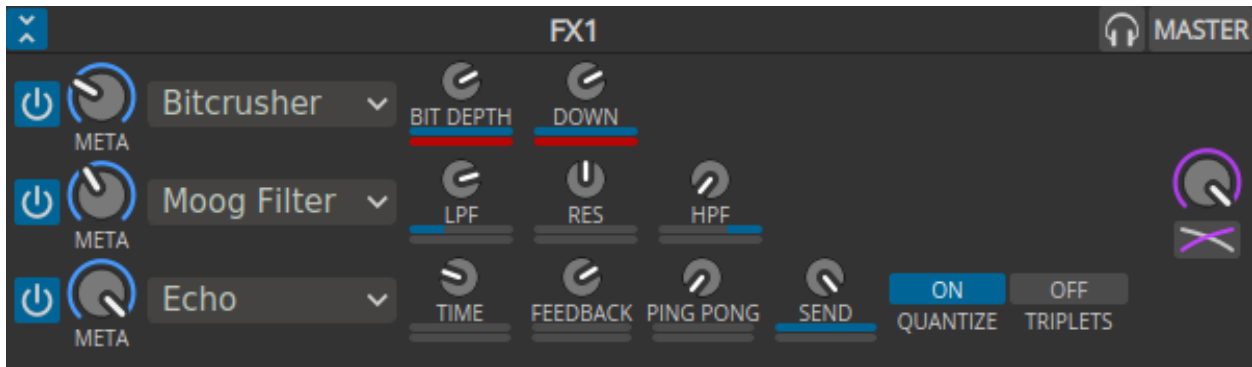 FX1 MASTER
Bitcrusher
META BIT DEPTH DOWN
Moog Filter
META LPF RES HPF
Echo ON OFF
META TIME FEEDBACK PING PONG SEND QUANTIZE TRIPLETS